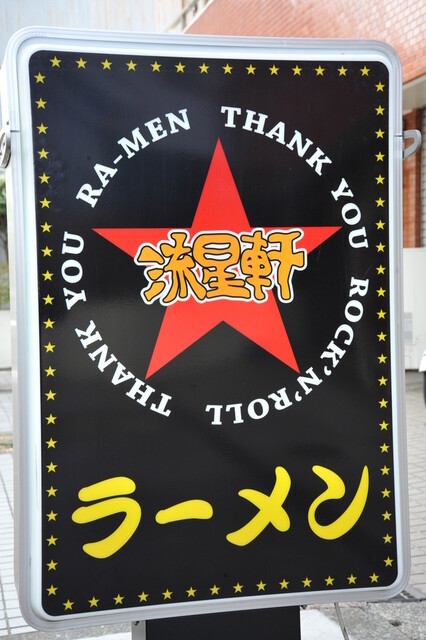 THANK YOU RA-MEN
THANK YOU ROCK'N'ROLL
流星軒
ラーメン